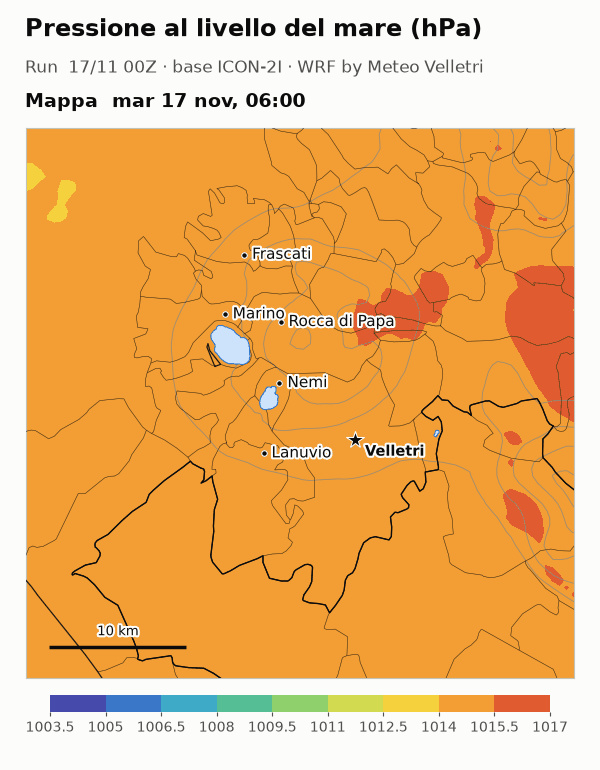 Pressione al livello del mare (hPa)
Run  17/11 00Z · base ICON-2I · WRF by Meteo Velletri
Mappa  mar 17 nov, 06:00
Frascati
Marino
Rocca di Papa
Nemi
Velletri
Lanuvio
10 km
1003.5 1005 1006.5 1008 1009.5 1011 1012.5 1014 1015.5 1017